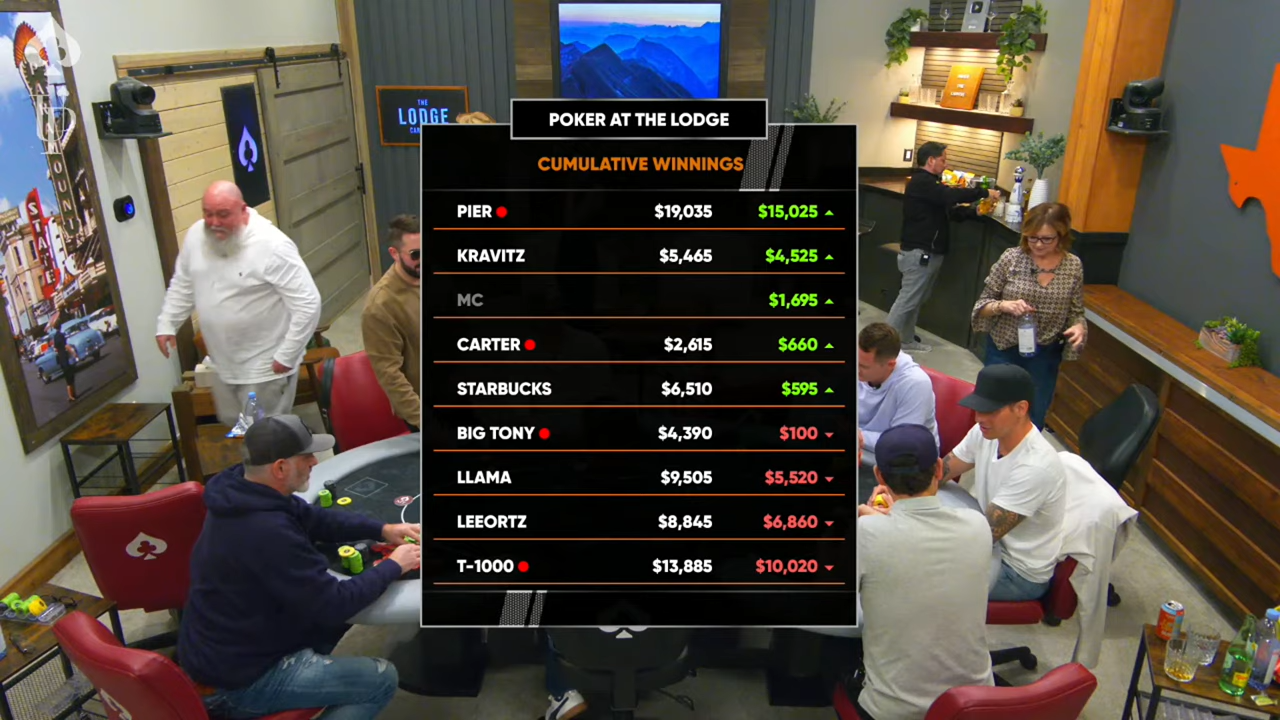 POKER AT THE LODGE
CUMULATIVE WINNINGS
PIER $19,035 $15,025
KRAVITZ $5,465 $4,525
MC $1,695
CARTER $2,615 $660
STARBUCKS $6,510 $595
BIG TONY $4,390 $100
LLAMA $9,505 $5,520
LEEORTZ $8,845 $6,860
T-1000 $13,885 $10,020
THE
LODGE
STATE